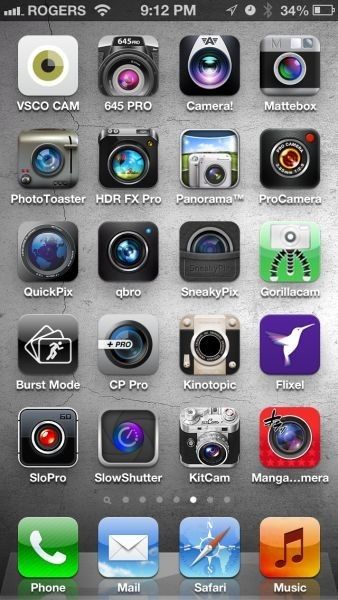 ROGERS 9:12 PM 34%
645 PRO
VSCO CAM 645 PRO Camera! Mattebox
PRO CAMERA
PhotoToaster HDR FX Pro Panorama™ ProCamera
SneakyPix
QuickPix qbro SneakyPix Gorillacam
+ PRO
Burst Mode CP Pro Kinotopic Flixel
60
SloPro SlowShutter KitCam Manga...mera
Phone Mail Safari Music